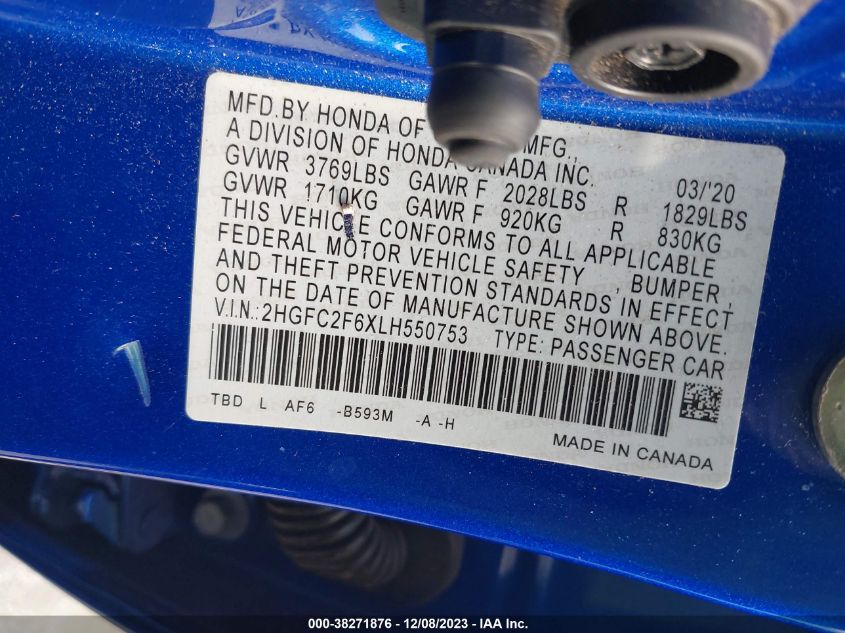 MFD. BY HONDA OF MFG.,
A DIVISION OF HONDA CANADA INC.
GVWR 3769LBS GAWR F 2028LBS R 1829LBS 03/'20
GVWR 1710KG GAWR F 920KG R 830KG
THIS VEHICLE CONFORMS TO ALL APPLICABLE
FEDERAL MOTOR VEHICLE SAFETY BUMPER,
AND THEFT PREVENTION STANDARDS IN EFFECT
ON THE DATE OF MANUFACTURE SHOWN ABOVE.
V.I.N.: 2HGFC2F6XLH550753 TYPE: PASSENGER CAR
TBD L AF6 -B593M -A -H
MADE IN CANADA
000-38271876 - 12/08/2023 - IAA Inc.